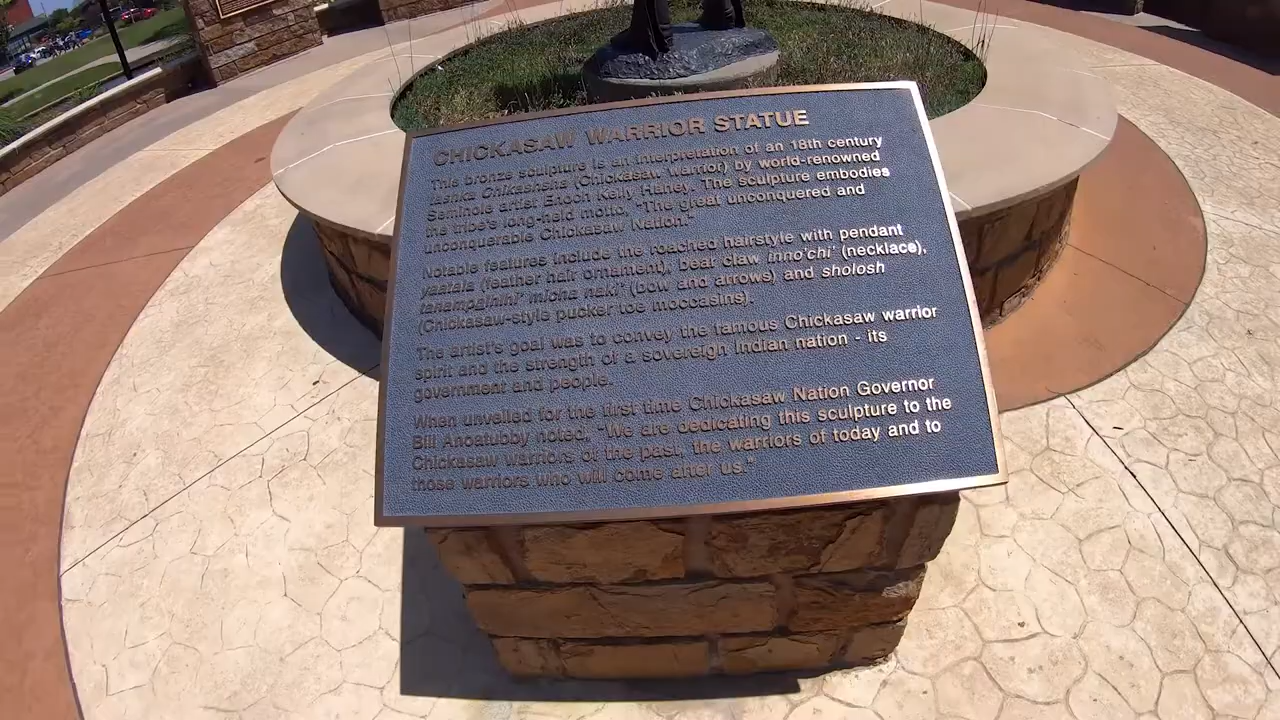 CHICKASAW WARRIOR STATUE
This bronze sculpture is an interpretation of an 18th century
tashka Chikashsha (Chickasaw warrior) by world-renowned
Seminole artist Enoch Kelly Haney. The sculpture embodies
the tribe's long-held motto, "The great unconquered and
unconquerable Chickasaw Nation."
Notable features include the roached hairstyle with pendant
yaatala (feather hair ornament), bear claw inno'chi' (necklace),
tanampalhlhi' micha naki' (bow and arrows) and sholosh
(Chickasaw-style pucker toe moccasins).
The artist's goal was to convey the famous Chickasaw warrior
spirit and the strength of a sovereign Indian nation - its
government and people.
When unveiled for the first time Chickasaw Nation Governor
Bill Anoatubby noted, "We are dedicating this sculpture to the
Chickasaw warriors of the past, the warriors of today and to
those warriors who will come after us."